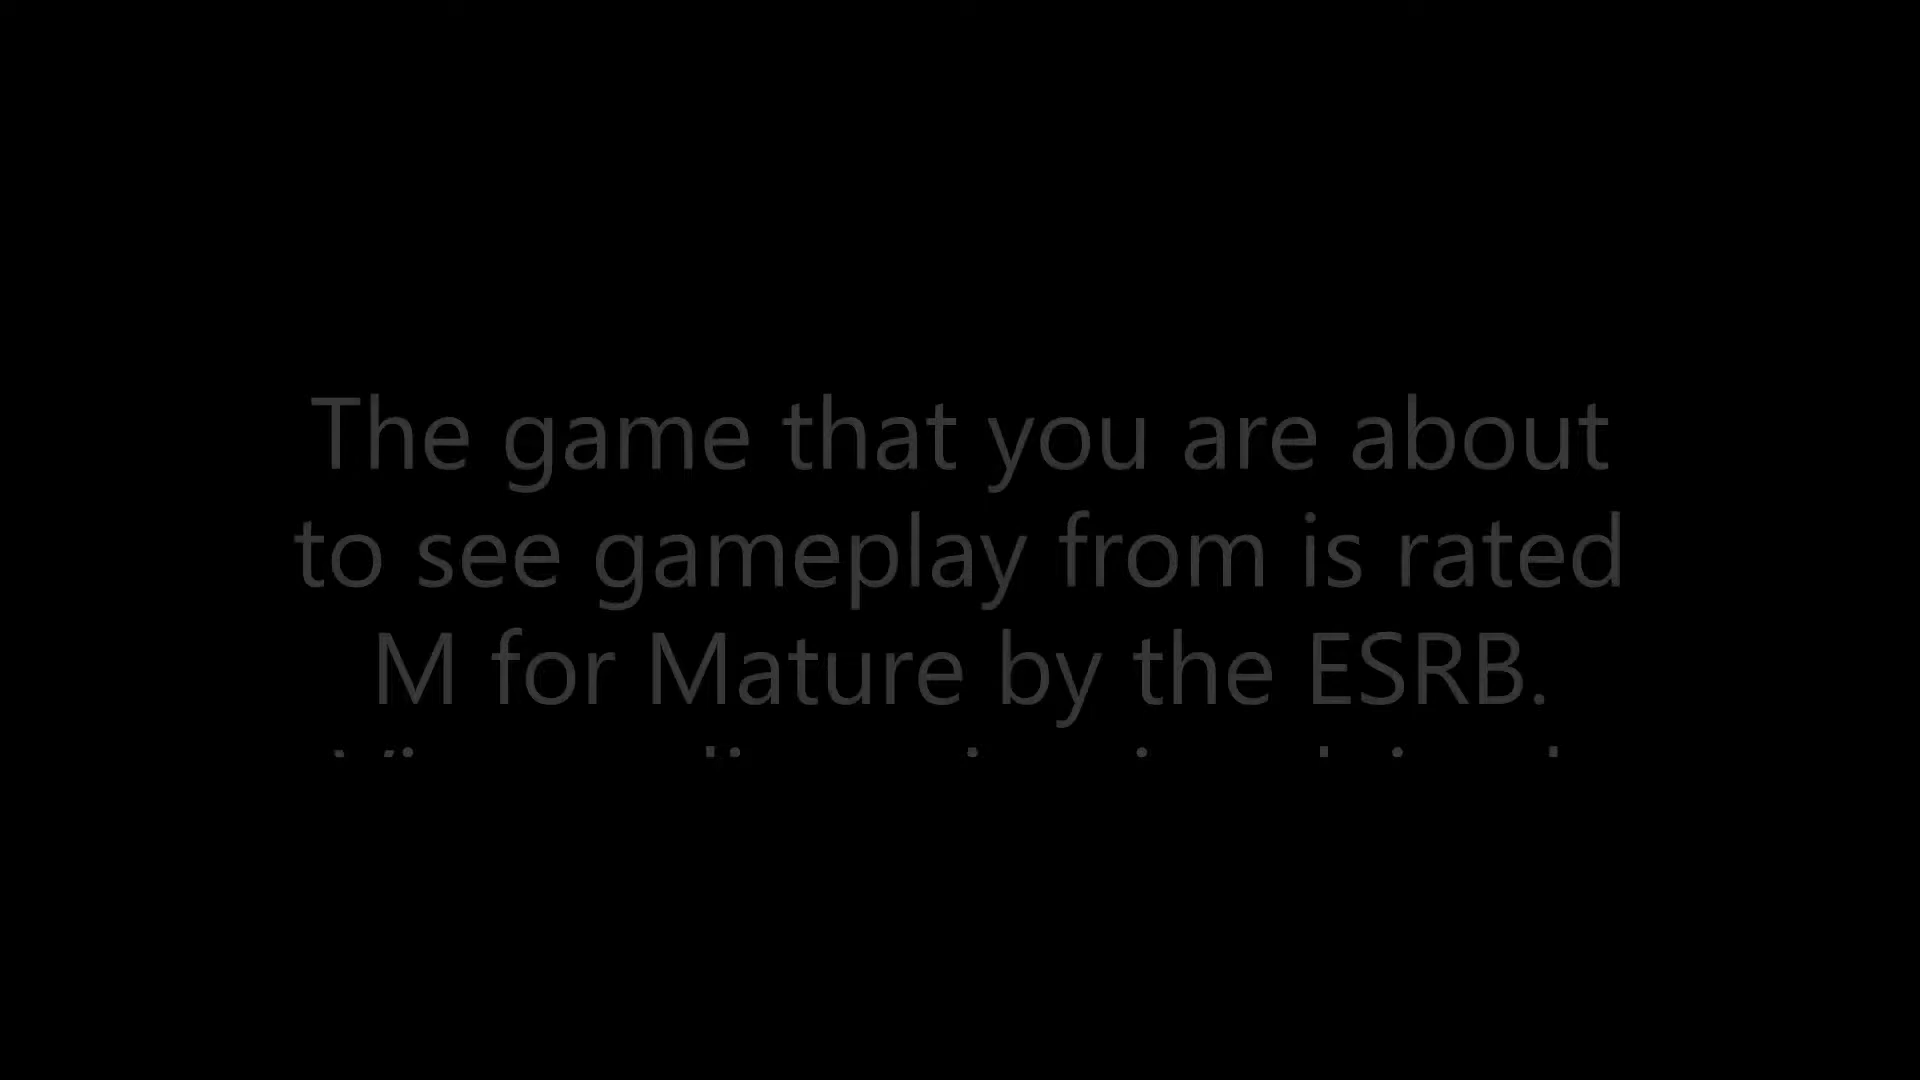 The game that you are about
to see gameplay from is rated
M for Mature by the ESRB.